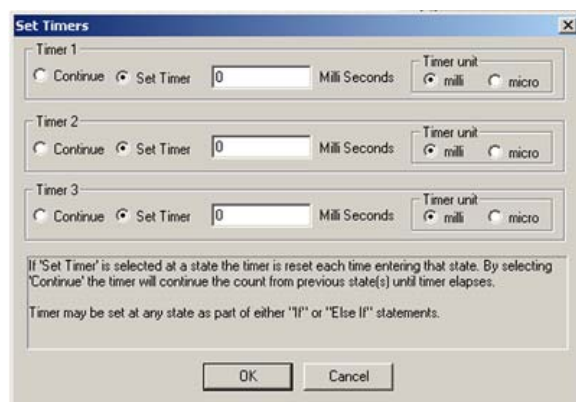 Set Timers
Timer 1
Continue Set Timer 0 Milli Seconds
Timer unit
milli micro
Timer 2
Continue Set Timer 0 Milli Seconds
Timer unit
milli micro
Timer 3
Continue Set Timer 0 Milli Seconds
Timer unit
milli micro
If 'Set Timer' is selected at a state the timer is reset each time entering that state. By selecting
'Continue' the timer will continue the count from previous state(s) until timer elapses.
Timer may be set at any state as part of either "If" or "Else If" statements.
OK Cancel